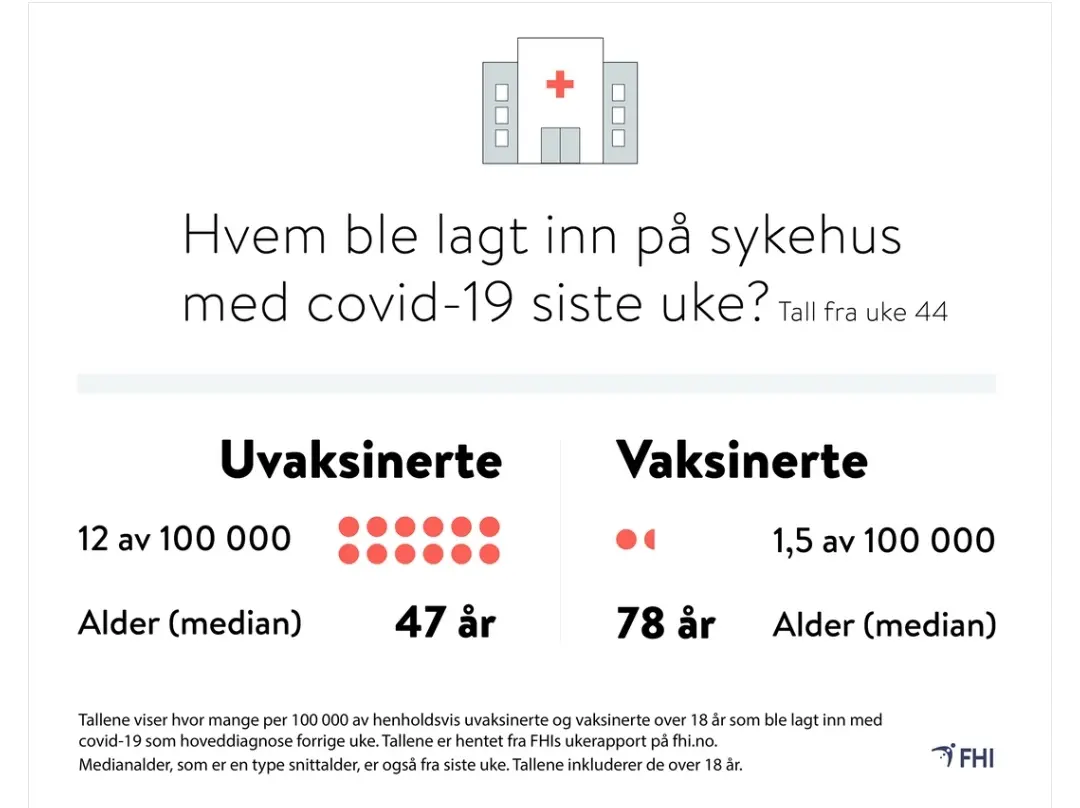 Hvem ble lagt inn på sykehus
med covid-19 siste uke? Tall fra uke 44
Uvaksinerte
12 av 100 000
Alder (median) 47 år
Vaksinerte
1,5 av 100 000
78 år Alder (median)
Tallene viser hvor mange per 100 000 av henholdsvis uvaksinerte og vaksinerte over 18 år som ble lagt inn med
covid-19 som hoveddiagnose forrige uke. Tallene er hentet fra FHIs ukerapport på fhi.no.
Medianalder, som er en type snittalder, er også fra siste uke. Tallene inkluderer de over 18 år.
FHI